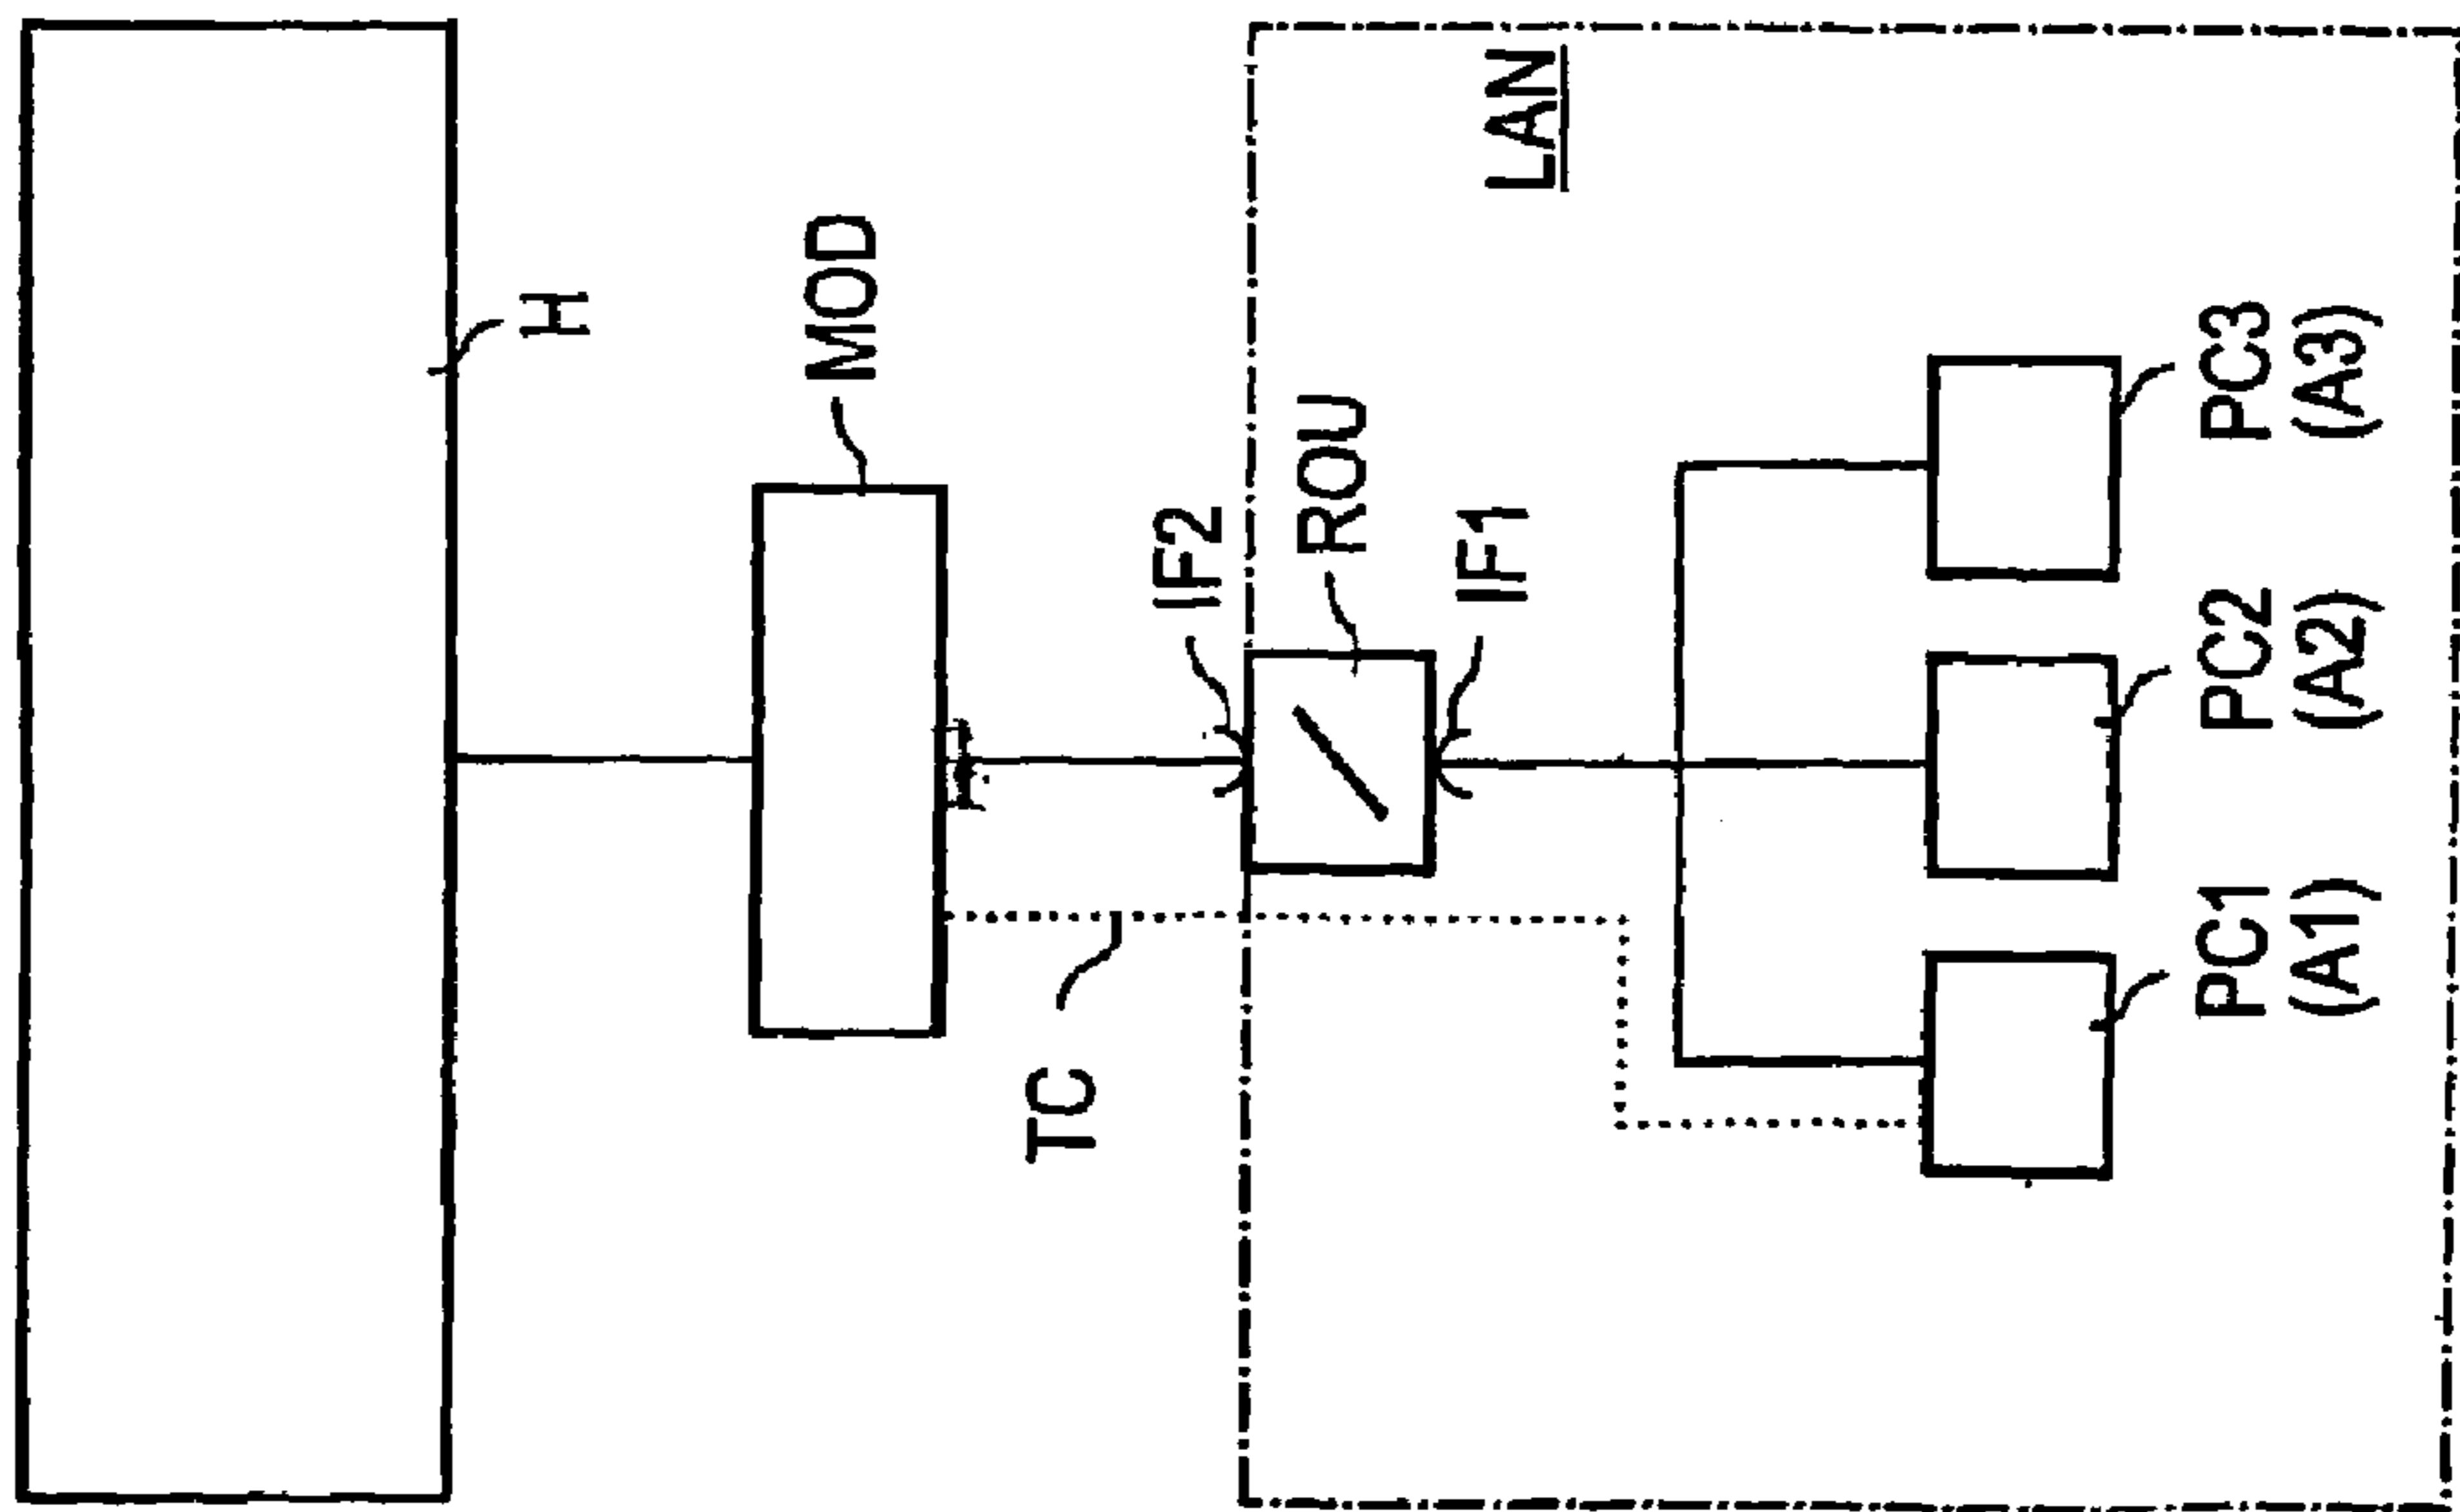 H
MOD
TC
IF2
ROU
IF1
LAN
PC1
(A1)
PC2
(A2)
PC3
(A3)